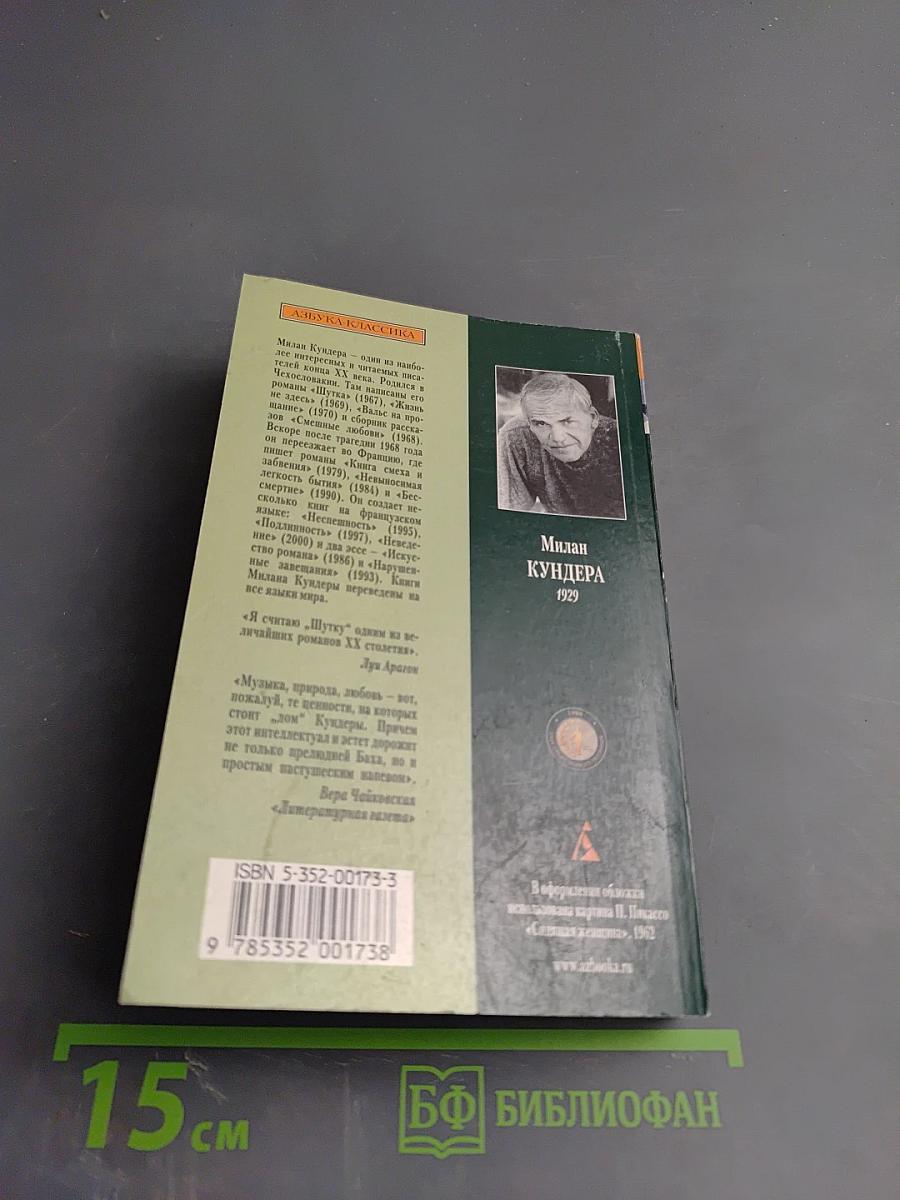 АЗБУКА-КЛАССИКА
Милан Кундера – один из наибо-
лее интересных и читаемых писа-
телей конца XX века. Родился в
Чехословакии. Там написаны его
романы «Шутка» (1967), «Жизнь
не здесь» (1969), «Вальс на про-
щание» (1970) и сборник расска-
зов «Смешные любови» (1968).
Вскоре после трагедии 1968 года
он переезжает во Францию, где
пишет романы «Книга смеха и
забвения» (1979), «Невыносимая
легкость бытия» (1984) и «Бес-
смертие» (1990). Он создает не-
сколько книг на французском
языке: «Неспешность» (1995),
«Подлинность» (1997), «Неведе-
ние» (2000) и два эссе – «Искус-
ство романа» (1986) и «Нарушен-
ные завещания» (1993). Книги
Милана Кундеры переведены на
все языки мира.
«Я считаю „Шутку“ одним из ве-
личайших романов XX столетия».
Луи Арагон
«Музыка, природа, любовь – вот,
пожалуй, те ценности, на которых
стоит „дом“ Кундеры. Причем
этот интеллектуал и эстет дорожит
не только прелюдией Баха, но и
простым пастушеским напевом».
Вера Чайковская
«Литературная газета»
ISBN 5-352-00173-3
9 785352 001738
Милан
КУНДЕРА
1929
В оформлении обложки
использована картина П. Пикассо
«Сидящая женщина». 1962
www.azbooka.ru
15 см
БФ БИБЛИОФАН